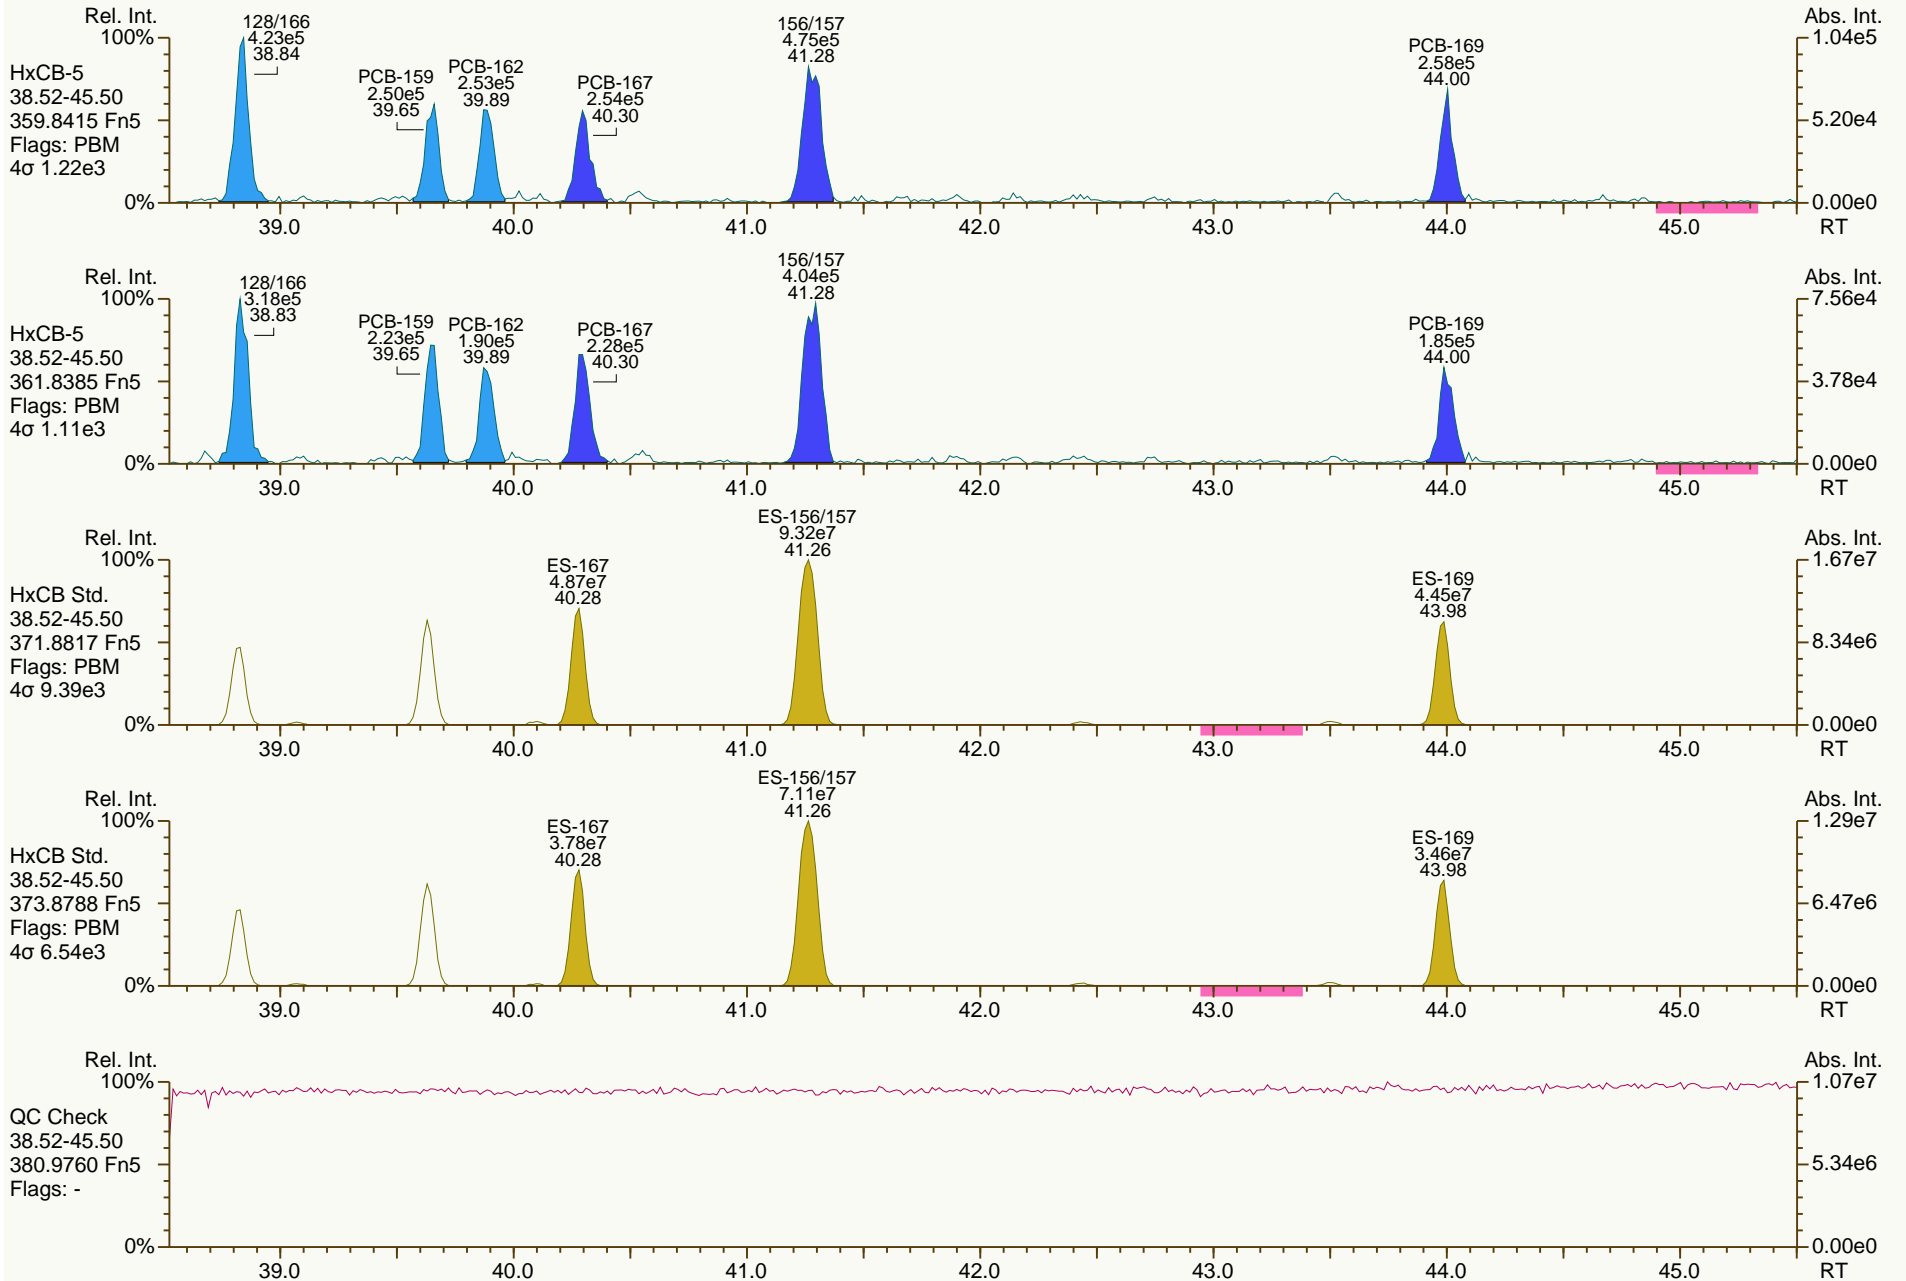 Rel. Int.
Abs. Int.
100%
5%
0%
HxCB-5
38.52-45.50
359.8415 Fn5
Flags: PBM
4σ 1.22e3
128/166
4.23e5
38.84
PCB-159
2.50e5
39.65
PCB-162
2.53e5
39.89
PCB-167
2.54e5
40.30
156/157
4.75e5
41.28
PCB-169
2.58e5
44.00
1.04e5
5.20e4
0.00e0
39.0 40.0 41.0 42.0 43.0 44.0 45.0 RT
Rel. Int.
Abs. Int.
100%
5%
0%
HxCB-5
38.52-45.50
361.8385 Fn5
Flags: PBM
4σ 1.11e3
128/166
3.18e5
38.83
PCB-159
2.23e5
39.65
PCB-162
1.90e5
39.89
PCB-167
2.28e5
40.30
156/157
4.04e5
41.28
PCB-169
1.85e5
44.00
7.56e4
3.78e4
0.00e0
39.0 40.0 41.0 42.0 43.0 44.0 45.0 RT
Rel. Int.
Abs. Int.
100%
5%
0%
HxCB Std.
38.52-45.50
371.8817 Fn5
Flags: PBM
4σ 9.39e3
ES-167
4.87e7
40.28
ES-156/157
9.32e7
41.26
ES-169
4.45e7
43.98
1.67e7
8.34e6
0.00e0
39.0 40.0 41.0 42.0 43.0 44.0 45.0 RT
Rel. Int.
Abs. Int.
100%
5%
0%
HxCB Std.
38.52-45.50
373.8788 Fn5
Flags: PBM
4σ 6.54e3
ES-167
3.78e7
40.28
ES-156/157
7.11e7
41.26
ES-169
3.46e7
43.98
1.29e7
6.47e6
0.00e0
39.0 40.0 41.0 42.0 43.0 44.0 45.0 RT
Rel. Int.
Abs. Int.
100%
5%
0%
QC Check
38.52-45.50
380.9760 Fn5
Flags: -
1.07e7
5.34e6
0.00e0
39.0 40.0 41.0 42.0 43.0 44.0 45.0 RT